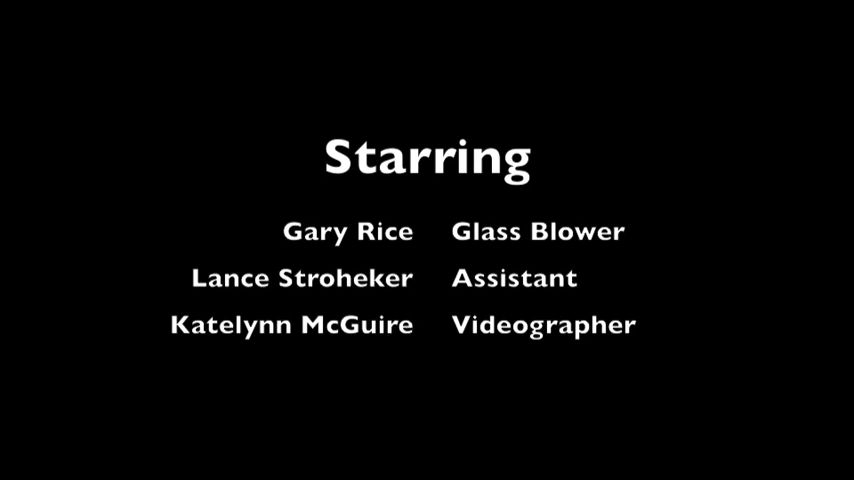 Starring
Gary Rice Glass Blower
Lance Stroheker Assistant
Katelynn McGuire Videographer